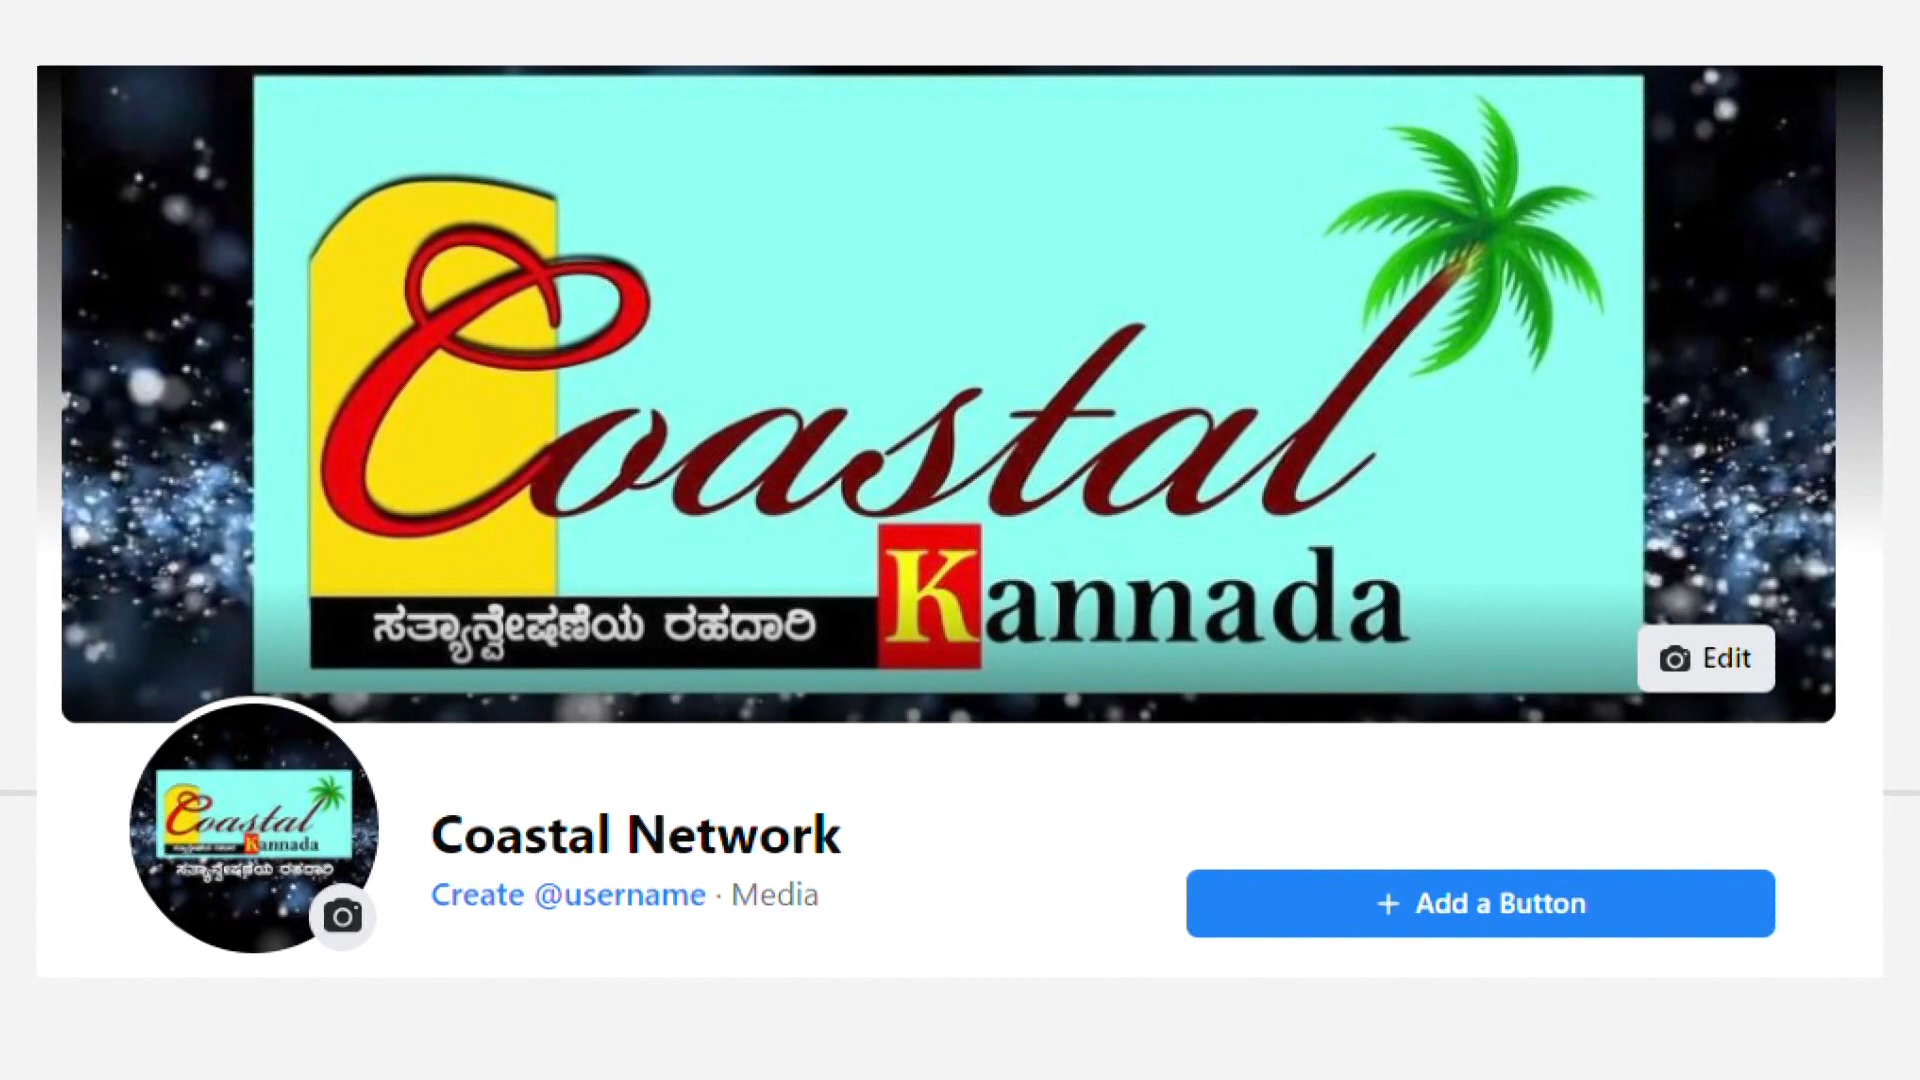 Coastal
Kannada
ಸತ್ಯಾನ್ವೇಷಣೆಯ ರಹದಾರಿ
Edit
Coastal
Kannada
ಸತ್ಯಾನ್ವೇಷಣೆಯ ರಹದಾರಿ
Coastal Network
Create @username · Media
+ Add a Button